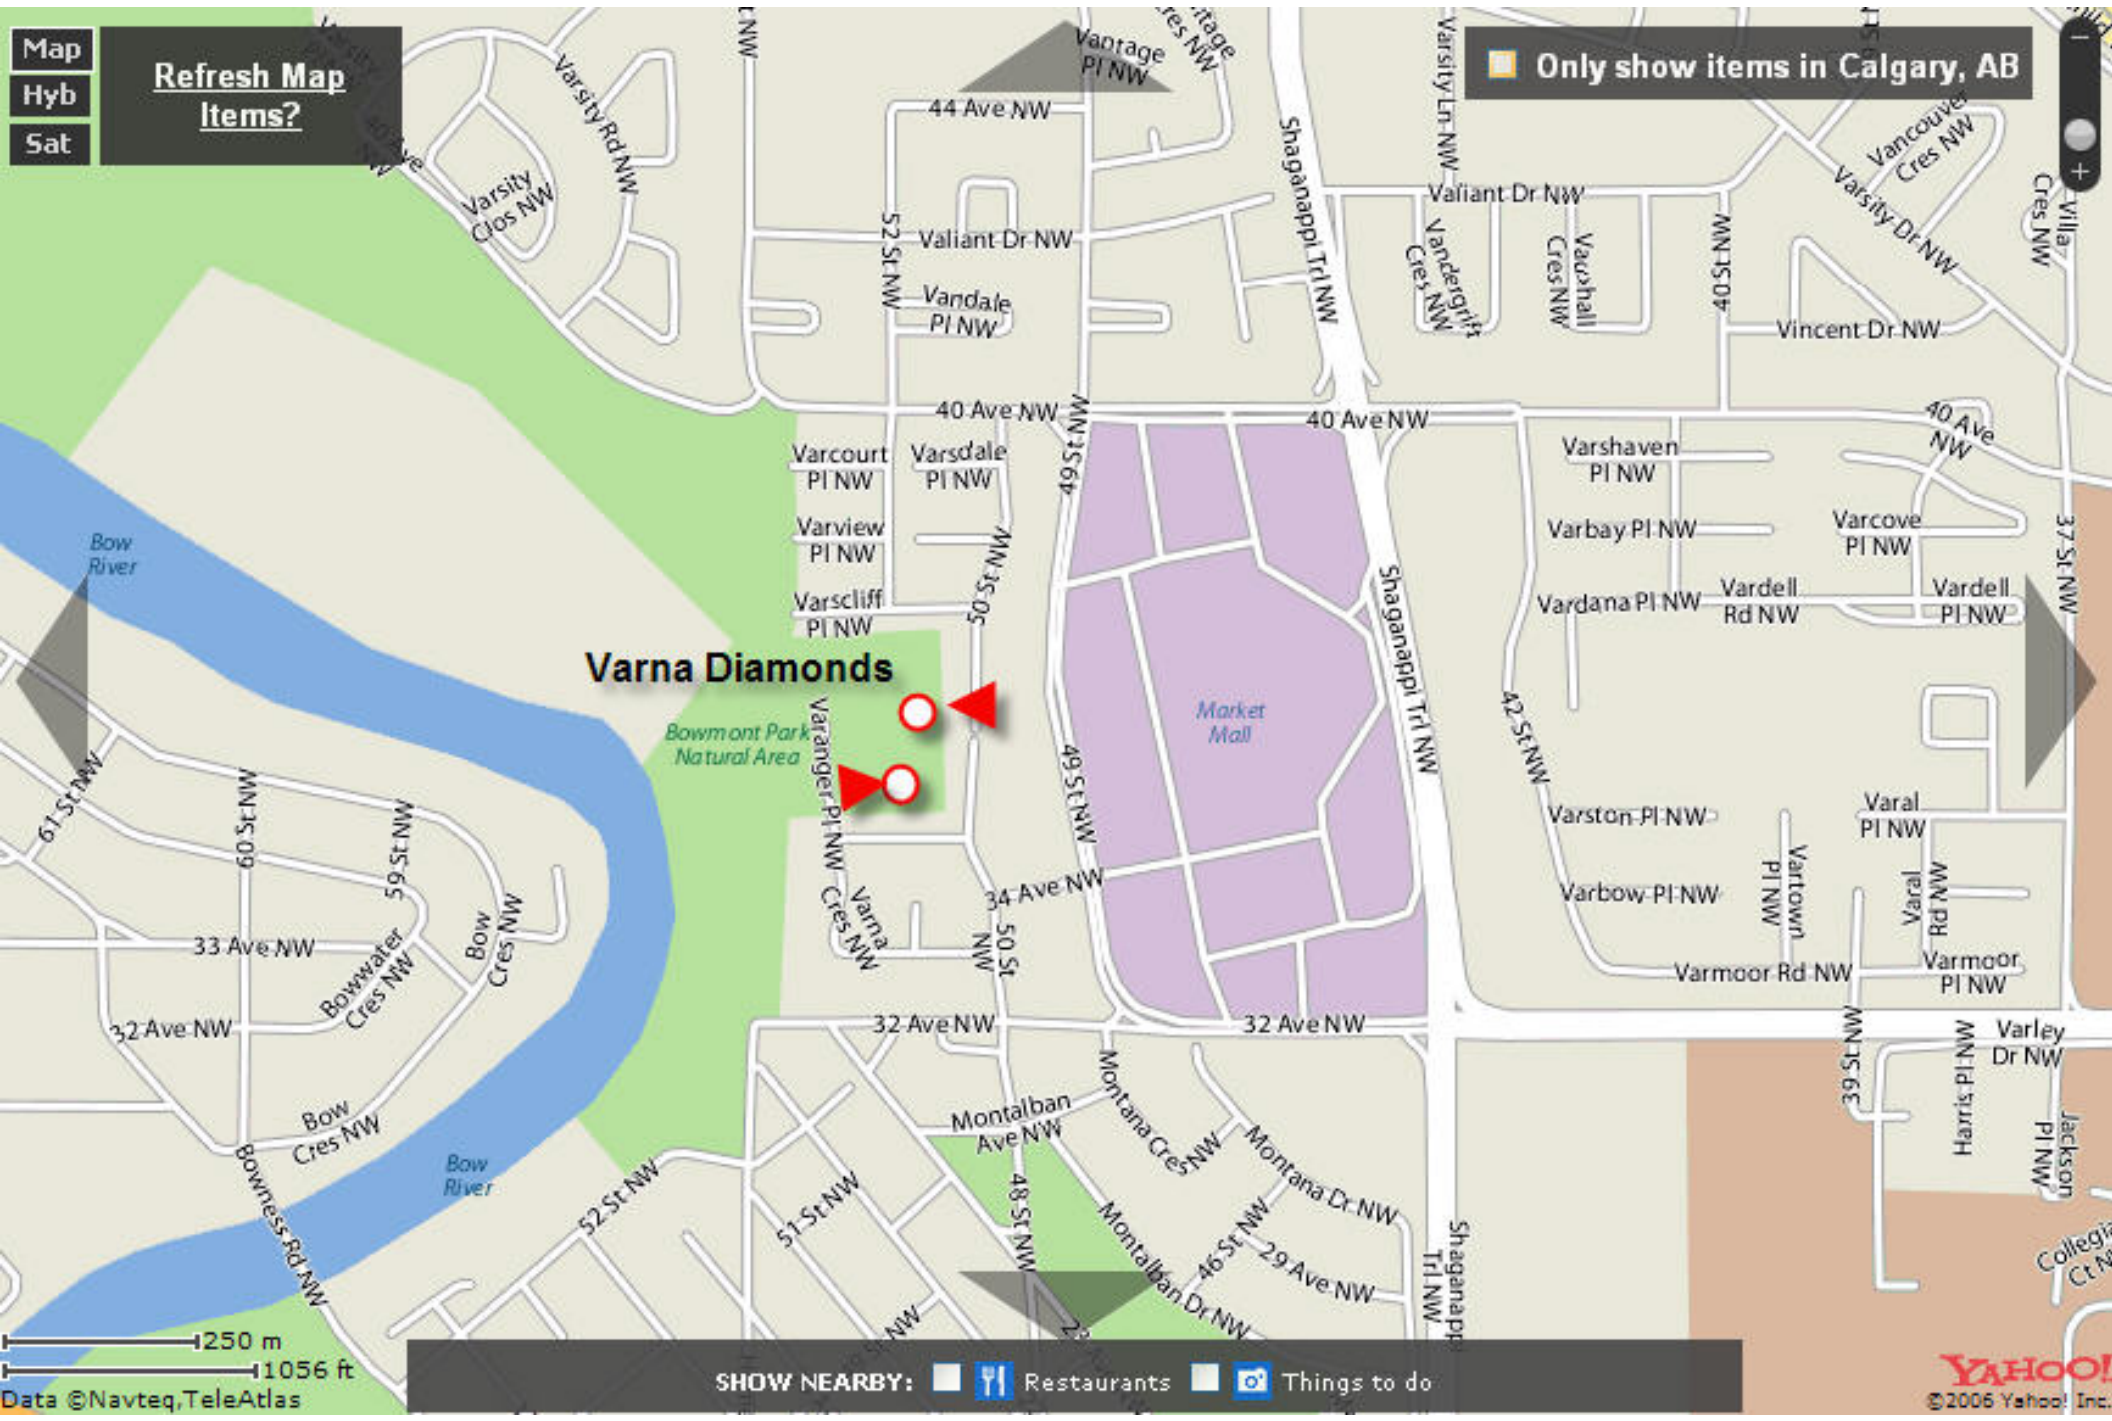 Map
Hyb
Sat
Refresh Map
Items?
Only show items in Calgary, AB
40 Ave
NW
Varsity
Clos NW
Varsity Rd NW
Vantage
Pl NW
44 Ave NW
52 St NW
Valiant Dr NW
Vandale
Pl NW
Shaganappi Trl NW
Varsity Ln NW
Valiant Dr NW
Vandergrift
Cres NW
Vauxhall
Cres NW
40 St NW
Vancouver
Cres NW
Varsity Dr NW
Villa
Cres NW
Vincent Dr NW
40 Ave NW
40 Ave NW
40 Ave
NW
49 St NW
Varcourt
Pl NW
Varsdale
Pl NW
Varview
Pl NW
Varscliff
Pl NW
50 St NW
Varshaven
Pl NW
Varbay Pl NW
Varcove
Pl NW
Vardana Pl NW
Vardell
Rd NW
Vardell
Pl NW
37 St NW
Bow
River
Varna Diamonds
Bowmont Park
Natural Area
Varanger Pl NW
Market
Mall
Shaganappi Trl NW
49 St NW
42 St NW
Varston Pl NW
Varal
Pl NW
Varbow Pl NW
Vartown
Pl NW
Varal
Rd NW
Varmoor Rd NW
Varmoor
Pl NW
61 St NW
60 St NW
59 St NW
33 Ave NW
Bowwater
Cres NW
Bow
Cres NW
32 Ave NW
Bow
Cres NW
Bowness Rd NW
Bow
River
34 Ave NW
Varna
Cres NW
50 St
NW
32 Ave NW
32 Ave NW
Montalban
Ave NW
Montana Cres NW
Montana Dr NW
52 St NW
51 St NW
48 St NW
Montalban Dr NW
46 St NW
29 Ave NW
Shaganappi
Trl NW
39 St NW
Harris Pl NW
Varley
Dr NW
Jackson
Pl NW
250 m
1056 ft
Data ©Navteq,TeleAtlas
SHOW NEARBY: Restaurants Things to do
YAHOO!
©2006 Yahoo! Inc.